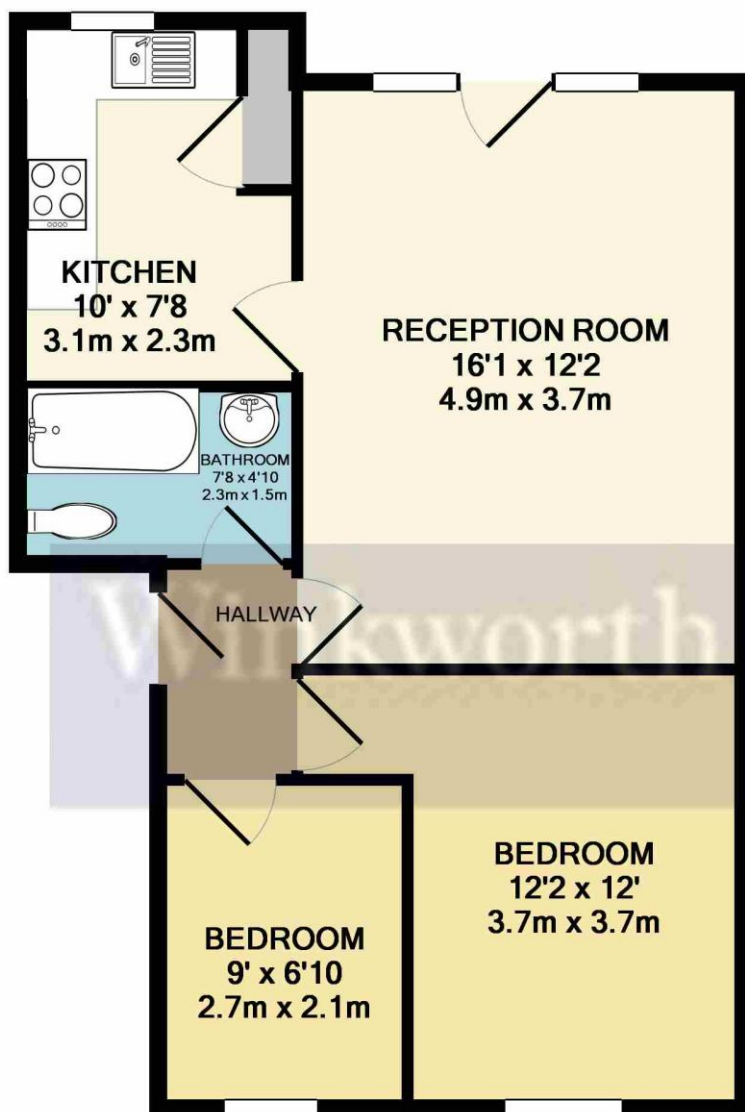 KITCHEN
10' x 7'8
3.1m x 2.3m
RECEPTION ROOM
16'1 x 12'2
4.9m x 3.7m
BATHROOM
7'8 x 4'10
2.3m x 1.5m
HALLWAY
Winkworth
BEDROOM
12'2 x 12'
3.7m x 3.7m
BEDROOM
9' x 6'10
2.7m x 2.1m